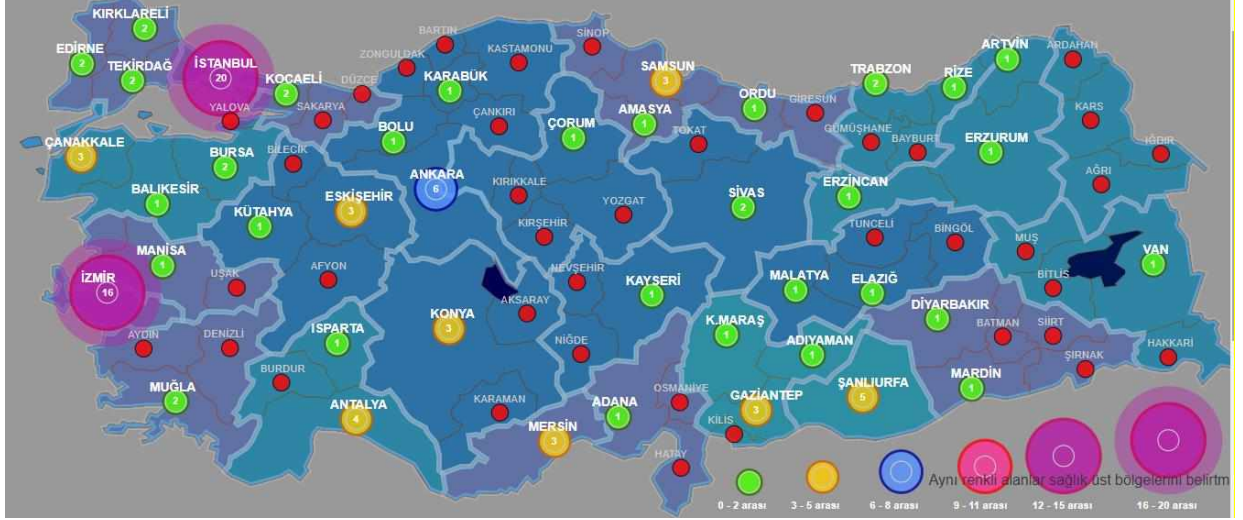 KIRKLARELİ
2
EDİRNE
2
TEKİRDAĞ
2
İSTANBUL
20
KOCAELİ
2
YALOVA
SAKARYA
DÜZCE
ZONGULDAK
BARTIN
KARABÜK
1
KASTAMONU
SİNOP
SAMSUN
3
AMASYA
1
ORDU
1
GİRESUN
TRABZON
2
RİZE
1
ARTVİN
1
ARDAHAN
KARS
IĞDIR
AĞRI
ERZURUM
1
GÜMÜŞHANE
BAYBURT
ERZİNCAN
1
TOKAT
ÇORUM
1
ÇANKIRI
BOLU
1
ANKARA
6
KIRIKKALE
KIRŞEHİR
YOZGAT
SİVAS
2
ÇANAKKALE
3
BURSA
2
BİLECİK
BALIKESİR
1
KÜTAHYA
1
ESKİŞEHİR
3
MANİSA
1
UŞAK
AFYON
İZMİR
16
AYDIN
DENİZLİ
MUĞLA
2
BURDUR
ISPARTA
1
ANTALYA
4
KONYA
3
AKSARAY
KARAMAN
NEVŞEHİR
NİĞDE
KAYSERİ
1
MERSİN
3
ADANA
1
OSMANİYE
HATAY
KİLİS
GAZİANTEP
3
K.MARAŞ
1
ADIYAMAN
1
ŞANLIURFA
5
MALATYA
1
ELAZIĞ
1
TUNCELİ
BİNGÖL
MUŞ
BİTLİS
VAN
1
DİYARBAKIR
1
BATMAN
SİİRT
ŞIRNAK
HAKKARİ
MARDİN
1
Aynı renkli alanlar sağlık üst bölgelerini belirtm
0 - 2 arası
3 - 5 arası
6 - 8 arası
9 - 11 arası
12 - 15 arası
16 - 20 arası